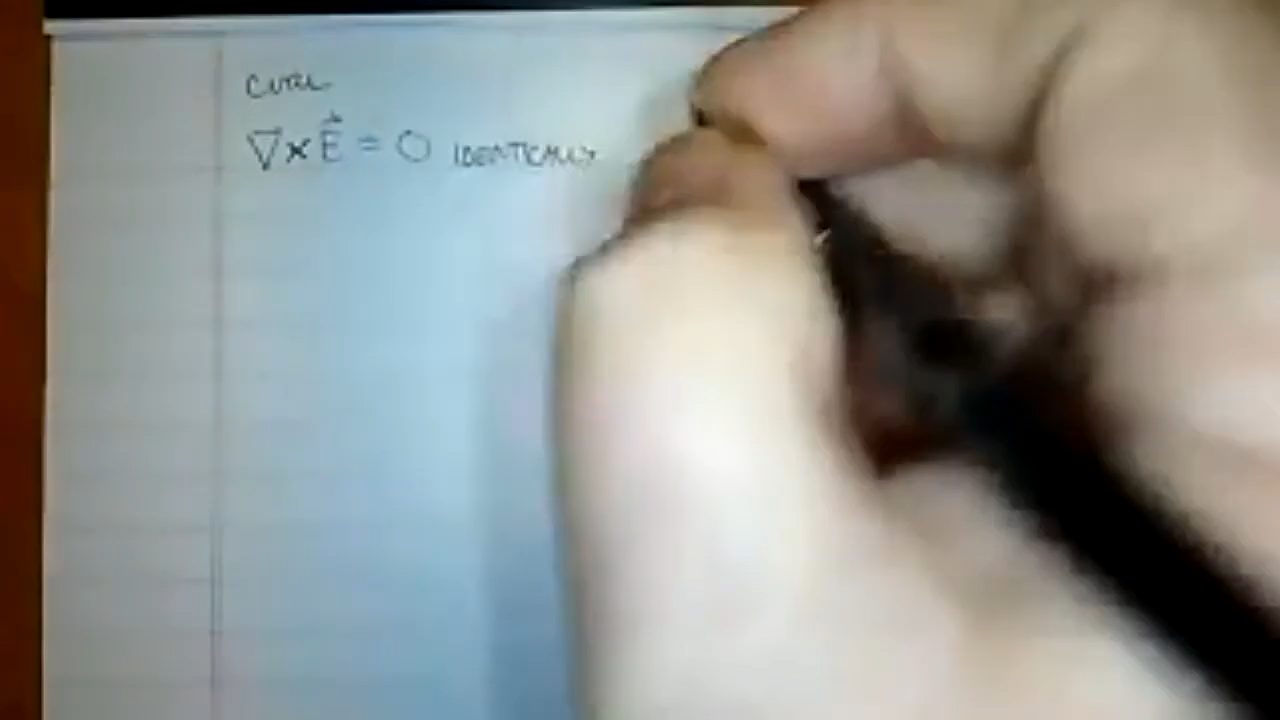 CURL
∇ × E⃗ = 0 IDENTICALLY